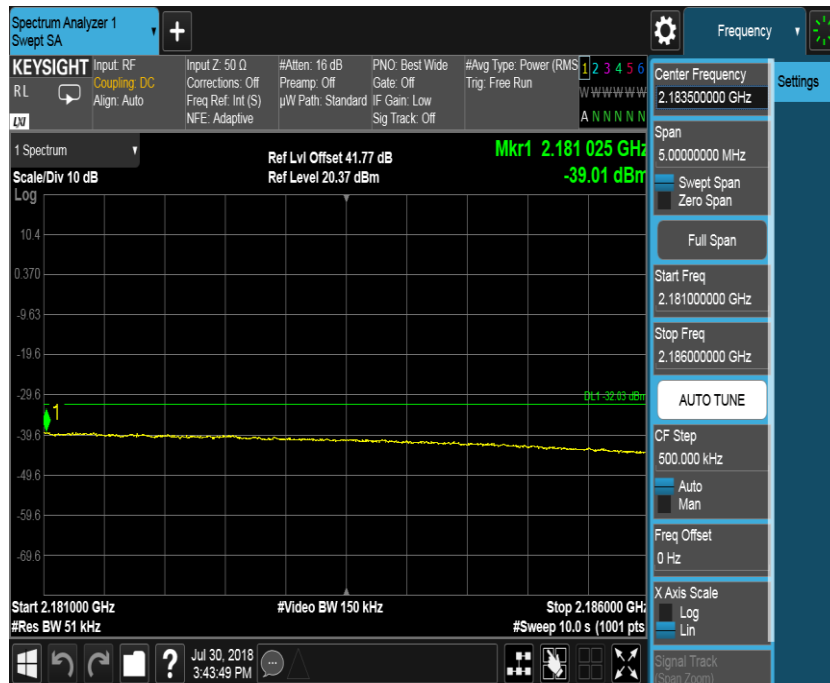 Spectrum Analyzer 1
Swept SA
+
Frequency
KEYSIGHT
RL
LXI
Input: RF
Coupling: DC
Align: Auto
Input Z: 50 Ω
Corrections: Off
Freq Ref: Int (S)
NFE: Adaptive
#Atten: 16 dB
Preamp: Off
µW Path: Standard
PNO: Best Wide
Gate: Off
IF Gain: Low
Sig Track: Off
#Avg Type: Power (RMS
Trig: Free Run
1 2 3 4 5 6
W W W W W W
A N N N N N
1 Spectrum
Scale/Div 10 dB
Log
Ref Lvl Offset 41.77 dB
Ref Level 20.37 dBm
Mkr1 2.181 025 GHz
-39.01 dBm
10.4
0.370
-9.63
-19.6
-29.6
-39.6
-49.6
-59.6
-69.6
DL1 -32.03 dBm
1
Start 2.181000 GHz
#Res BW 51 kHz
#Video BW 150 kHz
Stop 2.186000 GHz
#Sweep 10.0 s (1001 pts
Jul 30, 2018
3:43:49 PM
?
Center Frequency
2.183500000 GHz
Span
5.00000000 MHz
Swept Span
Zero Span
Full Span
Start Freq
2.181000000 GHz
Stop Freq
2.186000000 GHz
AUTO TUNE
CF Step
500.000 kHz
Auto
Man
Freq Offset
0 Hz
X Axis Scale
Log
Lin
Signal Track
(Span Zoom)
Settings